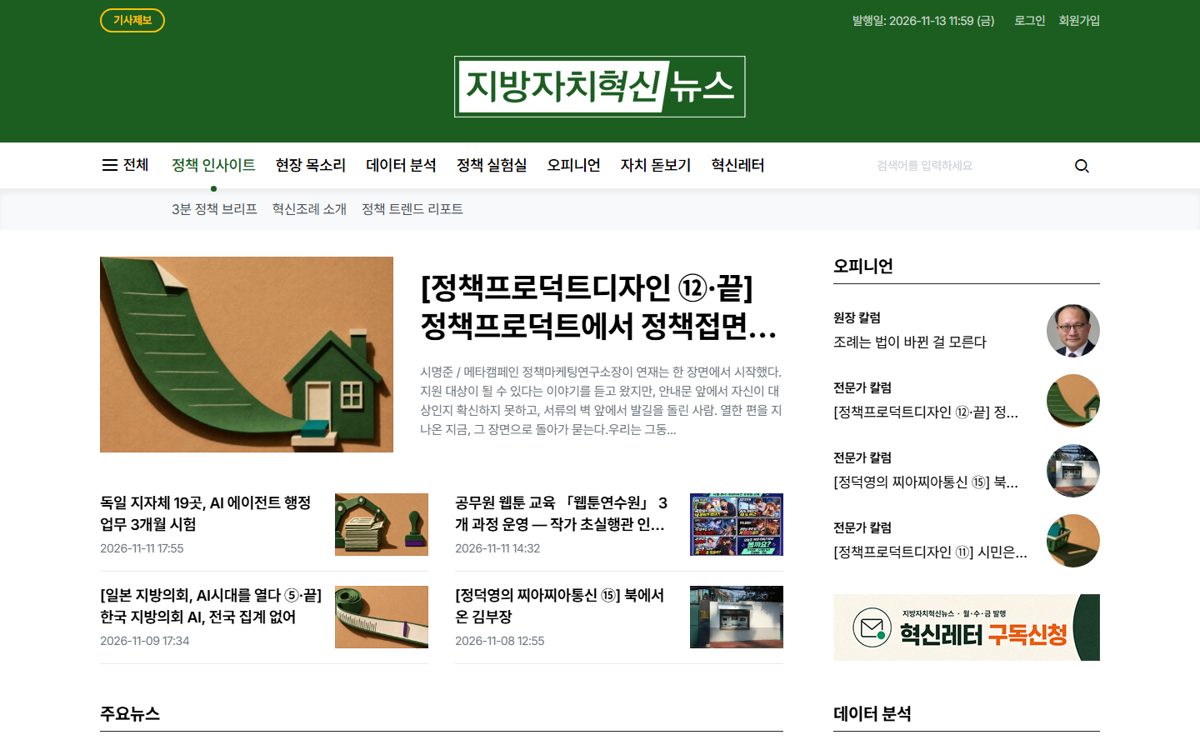 기사제보
발행일: 2026-11-13 11:59 (금)
로그인
회원가입
지방자치혁신뉴스
전체
정책 인사이트
현장 목소리
데이터 분석
정책 실험실
오피니언
자치 돋보기
혁신레터
검색어를 입력하세요
3분 정책 브리프
혁신조례 소개
정책 트렌드 리포트
[정책프로덕트디자인 ⑫·끝]
정책프로덕트에서 정책접면...
시명준 / 메타캠페인 정책마케팅연구소장이 연재는 한 장면에서 시작했다.
지원 대상이 될 수 있다는 이야기를 듣고 왔지만, 안내문 앞에서 자신이 대
상인지 확신하지 못하고, 서류의 벽 앞에서 발길을 돌린 사람. 열한 편을 지
나온 지금, 그 장면으로 돌아가 묻는다.우리는 그동...
독일 지자체 19곳, AI 에이전트 행정
업무 3개월 시험
2026-11-11 17:55
공무원 웹툰 교육 「웹툰연수원」 3
개 과정 운영 — 작가 초실행관 인...
2026-11-11 14:32
[일본 지방의회, AI시대를 열다 ⑤·끝]
한국 지방의회 AI, 전국 집계 없어
2026-11-09 17:34
[정덕영의 찌아찌아통신 ⑮] 북에서
온 김부장
2026-11-08 12:55
오피니언
원장 칼럼
조례는 법이 바뀐 걸 모른다
전문가 칼럼
[정책프로덕트디자인 ⑫·끝] 정...
전문가 칼럼
[정덕영의 찌아찌아통신 ⑮] 북...
전문가 칼럼
[정책프로덕트디자인 ⑪] 시민은...
지방자치혁신뉴스 · 월·수·금 발행
혁신레터 구독신청
주요뉴스
데이터 분석